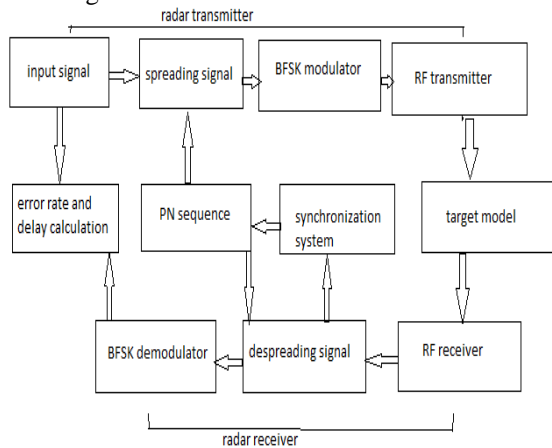 radar transmitter
input signal
spreading signal
BFSK modulator
RF transmitter
error rate and
delay calculation
PN sequence
synchronization
system
target model
BFSK demodulator
despreading signal
RF receiver
radar receiver